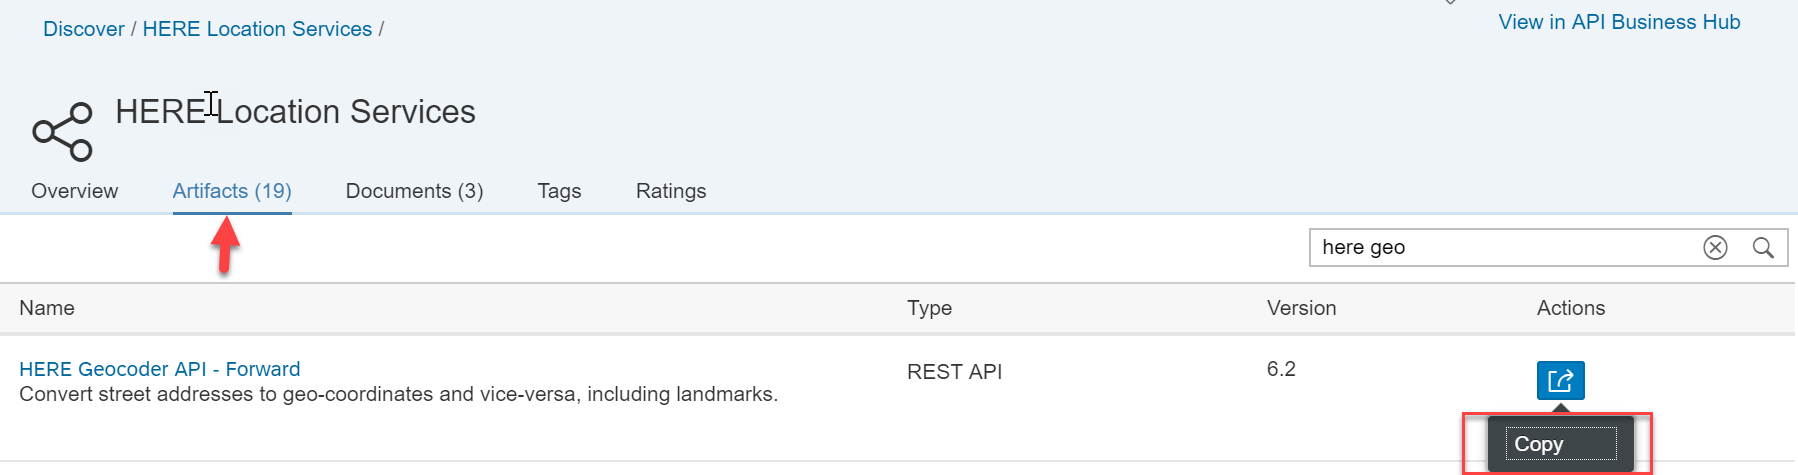 Discover / HERE Location Services /
View in API Business Hub
HERE Location Services
Overview
Artifacts (19)
Documents (3)
Tags
Ratings
here geo
Name
Type
Version
Actions
HERE Geocoder API - Forward
Convert street addresses to geo-coordinates and vice-versa, including landmarks.
REST API
6.2
Copy